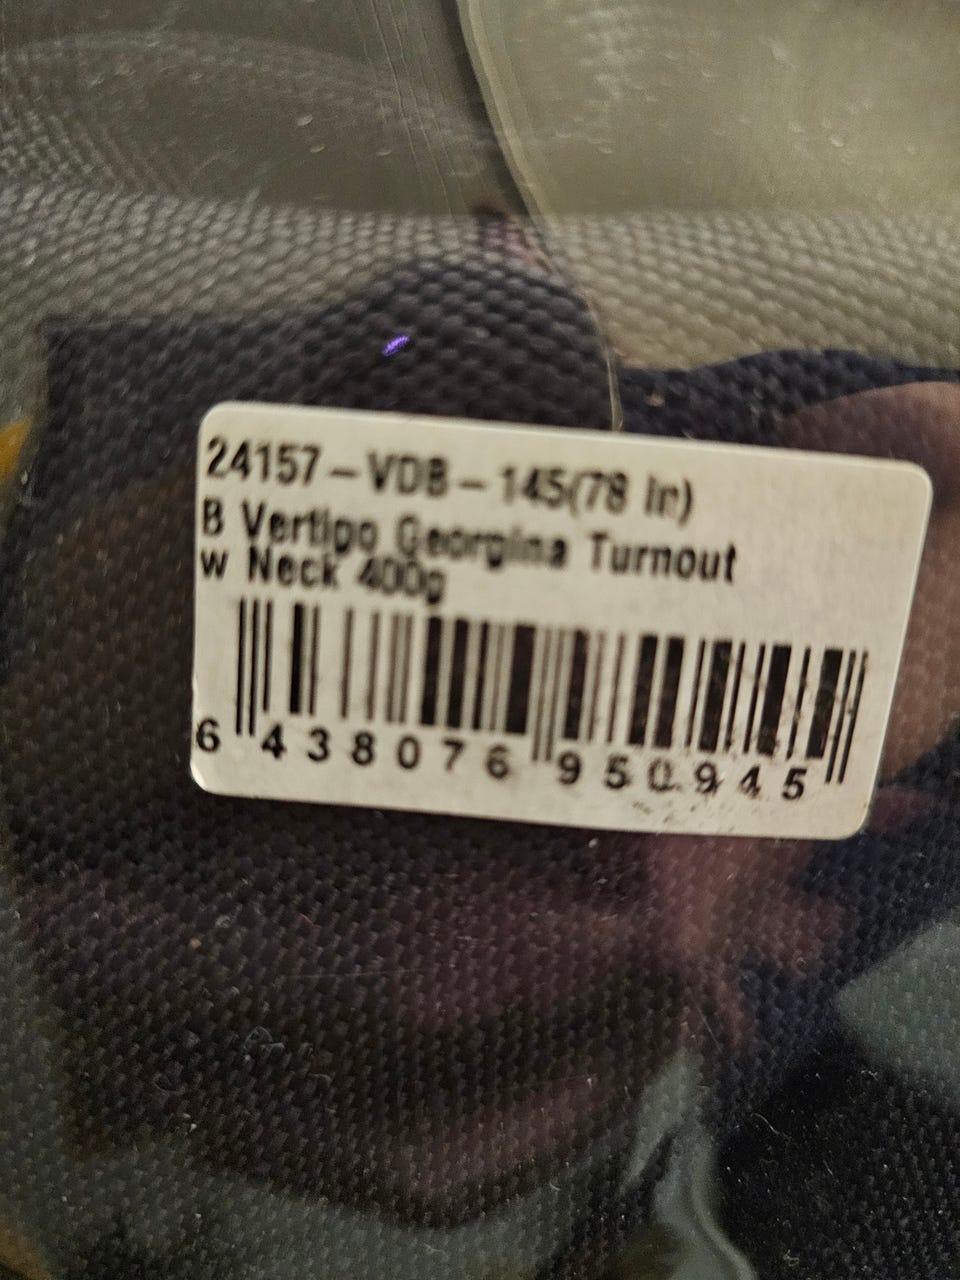 24157-VDB-145(78 in)
B Vertigo Georgina Turnout
w Neck 400g
6 438076 950945